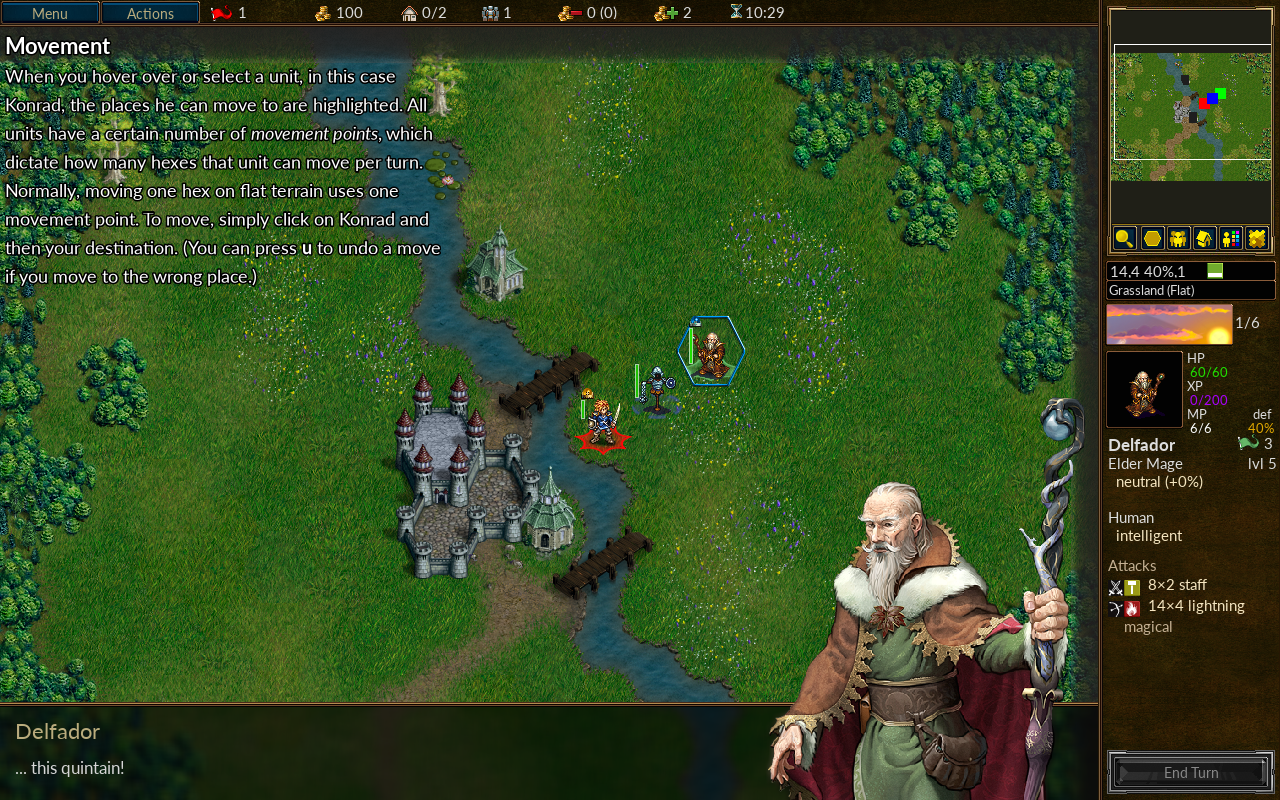 Menu
Actions
1
100
0/2
1
0 (0)
2
10:29
Movement
When you hover over or select a unit, in this case
Konrad, the places he can move to are highlighted. All
units have a certain number of movement points, which
dictate how many hexes that unit can move per turn.
Normally, moving one hex on flat terrain uses one
movement point. To move, simply click on Konrad and
then your destination. (You can press u to undo a move
if you move to the wrong place.)
14,4 40%,1
Grassland (Flat)
1/6
HP
60/60
XP
0/200
MP
6/6
def
40%
Delfador
3
Elder Mage
lvl 5
neutral (+0%)
Human
intelligent
Attacks
8×2 staff
14×4 lightning
magical
Delfador
... this quintain!
End Turn